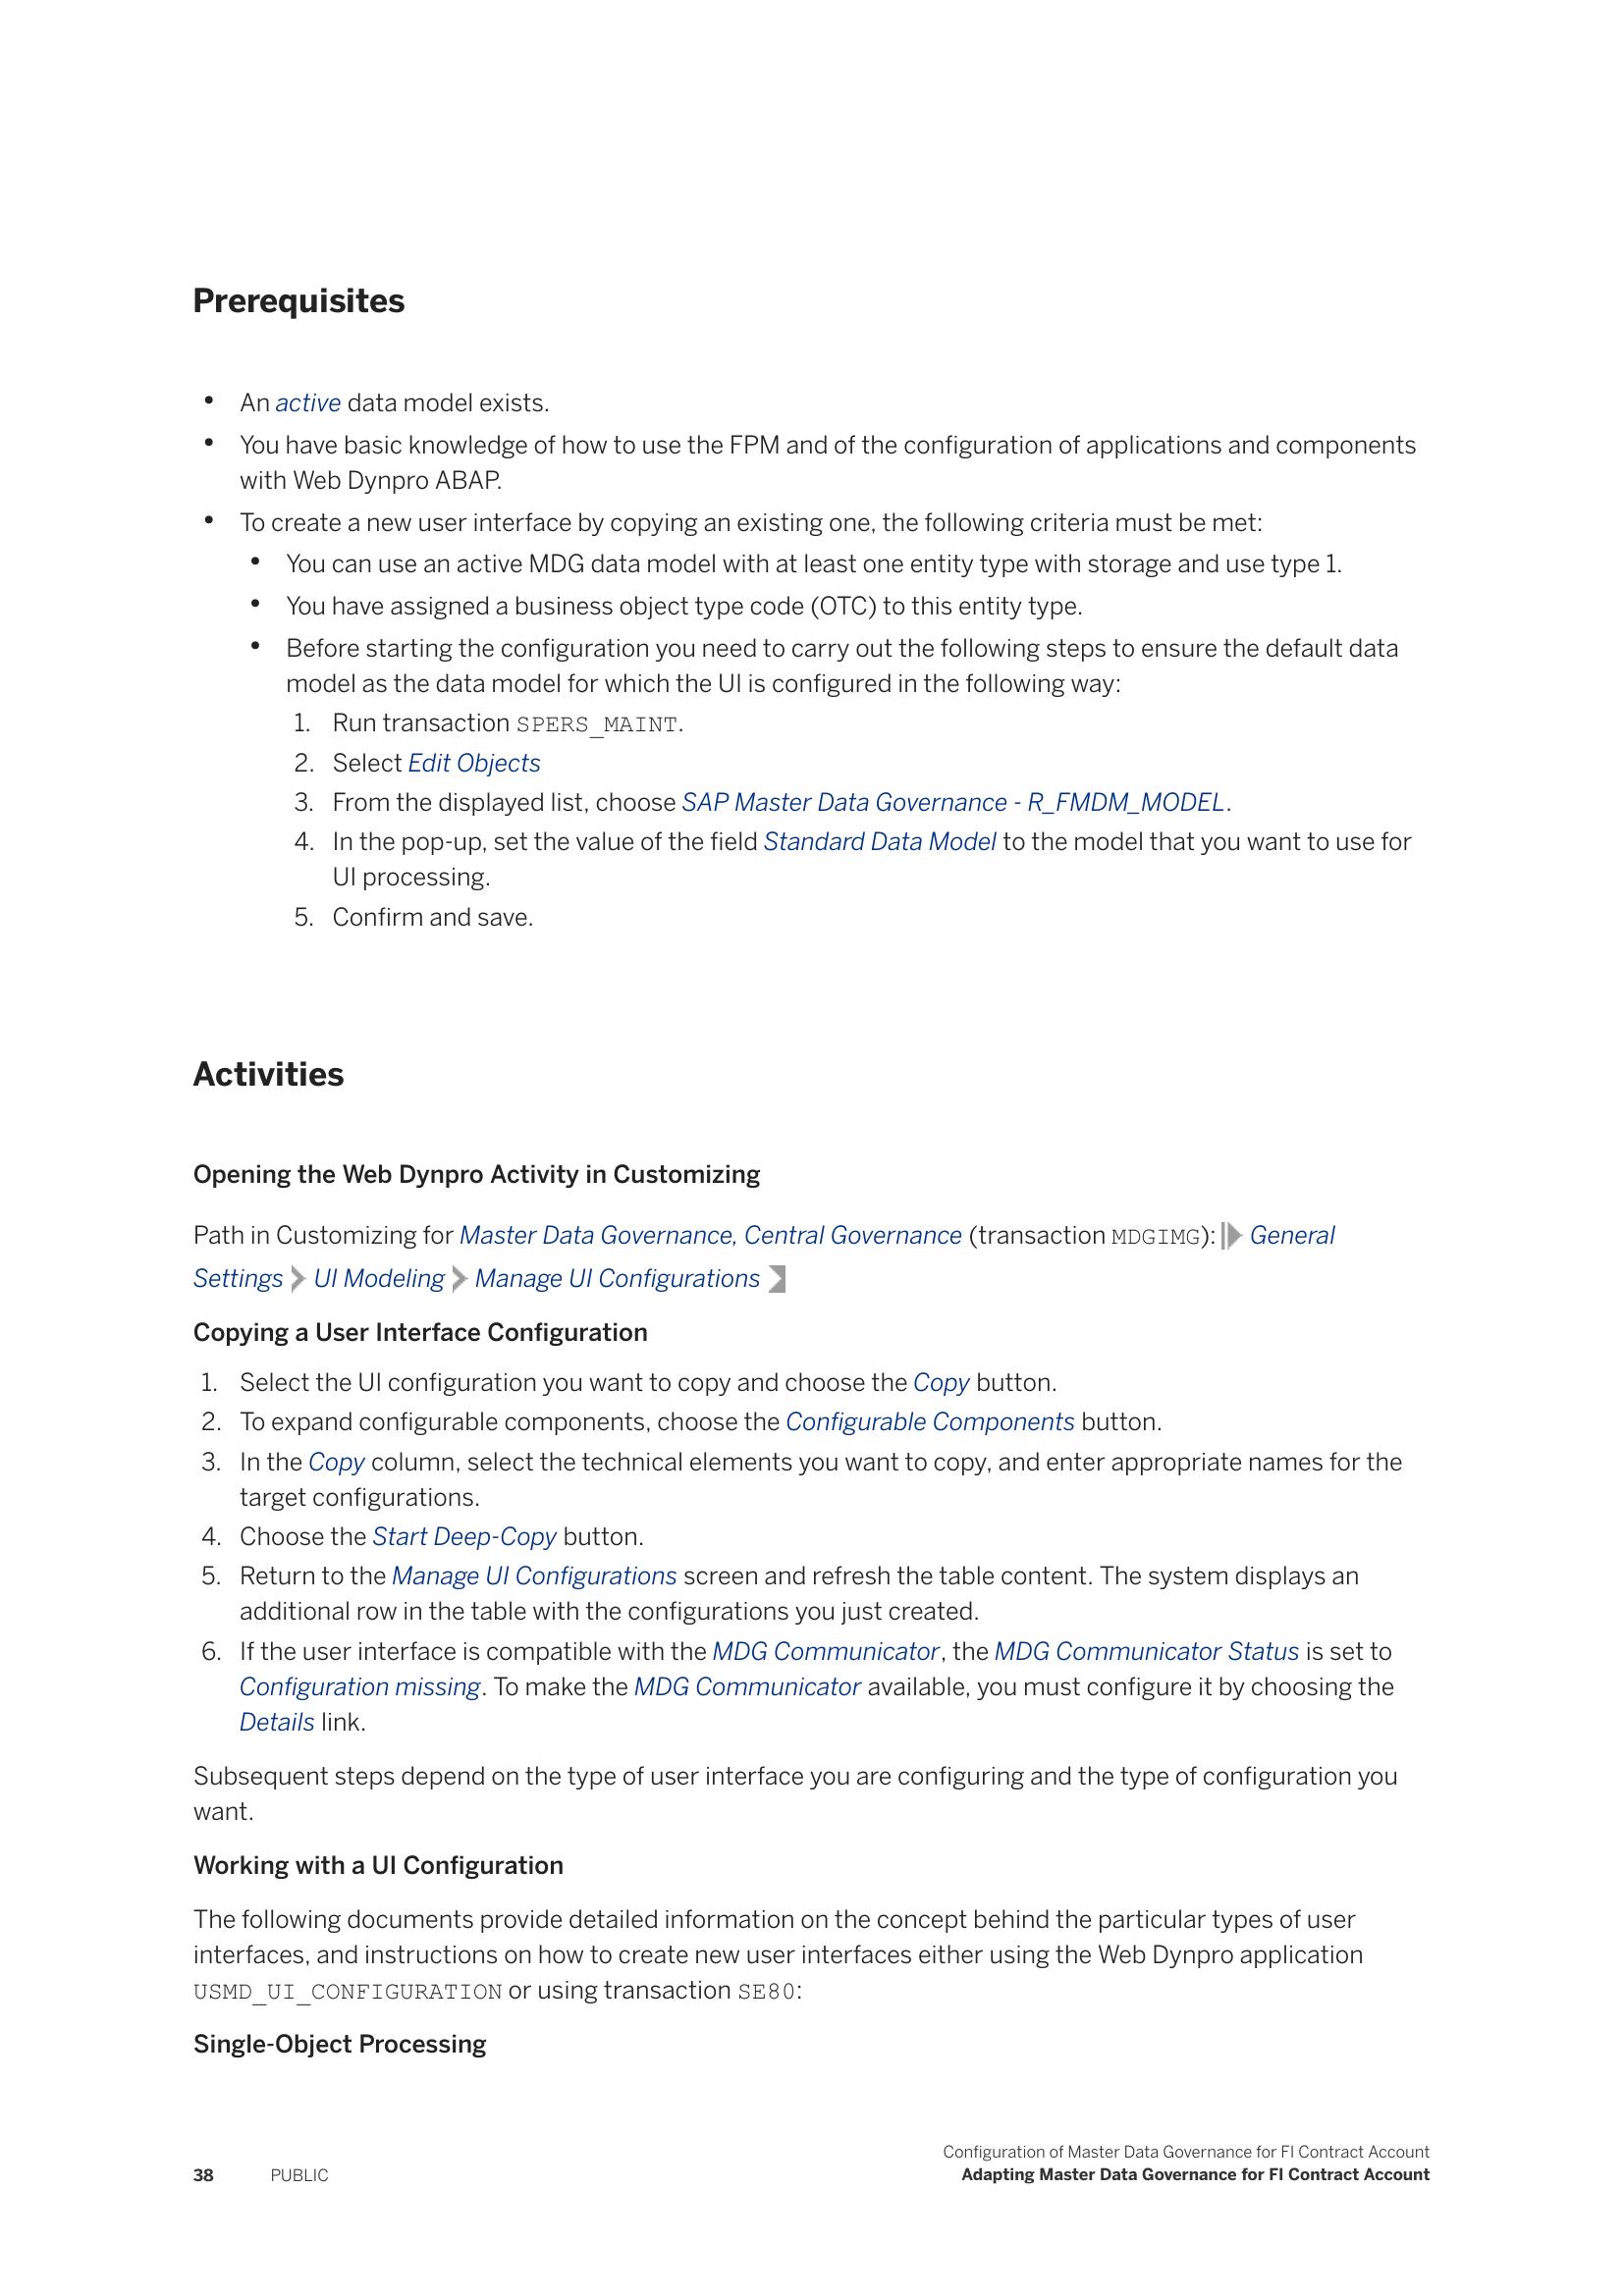 Prerequisites
• An active data model exists.
• You have basic knowledge of how to use the FPM and of the configuration of applications and components
with Web Dynpro ABAP.
• To create a new user interface by copying an existing one, the following criteria must be met:
• You can use an active MDG data model with at least one entity type with storage and use type 1.
• You have assigned a business object type code (OTC) to this entity type.
• Before starting the configuration you need to carry out the following steps to ensure the default data
model as the data model for which the UI is configured in the following way:
1. Run transaction SPERS_MAINT.
2. Select Edit Objects
3. From the displayed list, choose SAP Master Data Governance - R_FMDM_MODEL.
4. In the pop-up, set the value of the field Standard Data Model to the model that you want to use for
UI processing.
5. Confirm and save.
Activities
Opening the Web Dynpro Activity in Customizing
Path in Customizing for Master Data Governance, Central Governance (transaction MDGIMG): General
Settings UI Modeling Manage UI Configurations
Copying a User Interface Configuration
1. Select the UI configuration you want to copy and choose the Copy button.
2. To expand configurable components, choose the Configurable Components button.
3. In the Copy column, select the technical elements you want to copy, and enter appropriate names for the
target configurations.
4. Choose the Start Deep-Copy button.
5. Return to the Manage UI Configurations screen and refresh the table content. The system displays an
additional row in the table with the configurations you just created.
6. If the user interface is compatible with the MDG Communicator, the MDG Communicator Status is set to
Configuration missing. To make the MDG Communicator available, you must configure it by choosing the
Details link.
Subsequent steps depend on the type of user interface you are configuring and the type of configuration you
want.
Working with a UI Configuration
The following documents provide detailed information on the concept behind the particular types of user
interfaces, and instructions on how to create new user interfaces either using the Web Dynpro application
USMD_UI_CONFIGURATION or using transaction SE80:
Single-Object Processing
Configuration of Master Data Governance for FI Contract Account
38 PUBLIC Adapting Master Data Governance for FI Contract Account